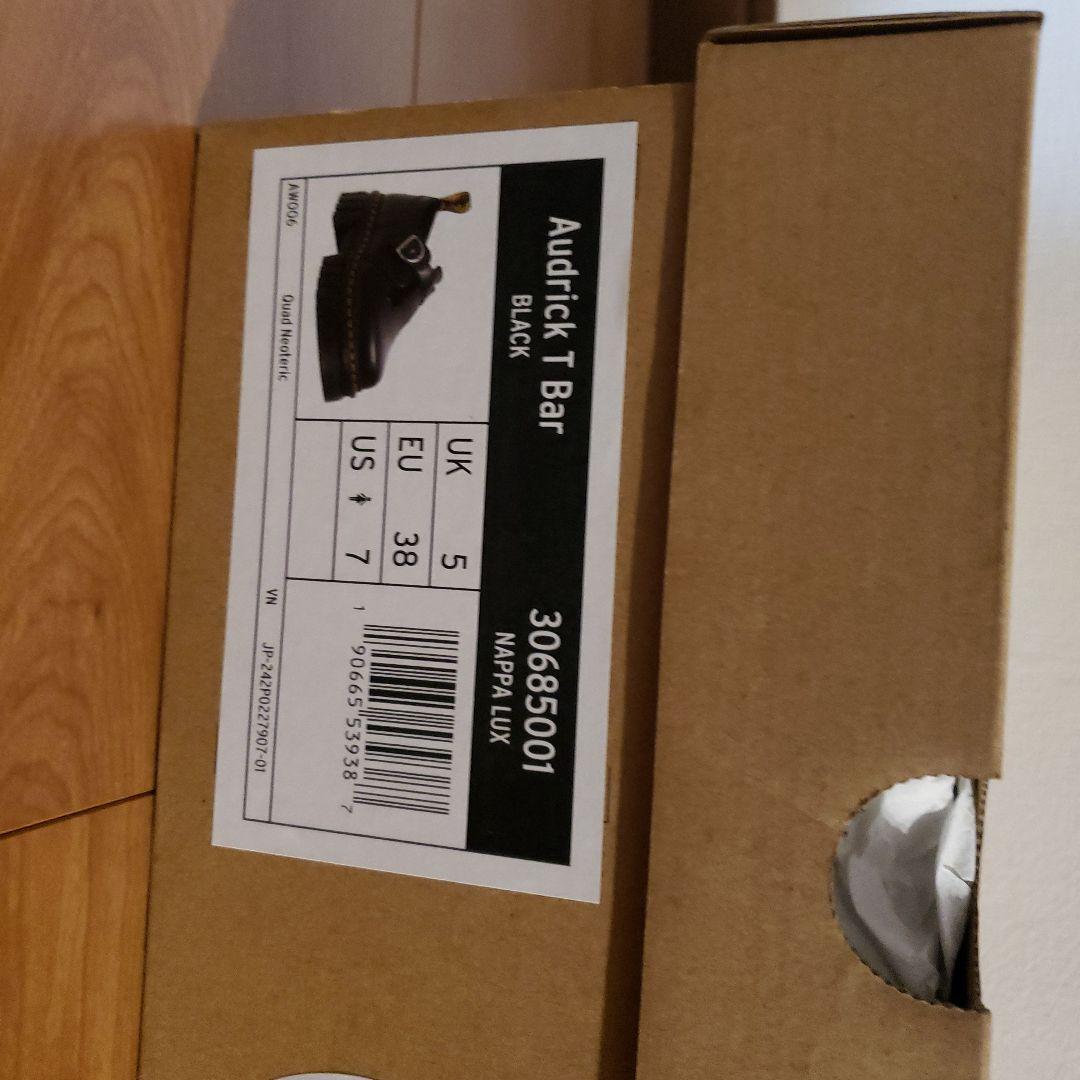 Audrick T Bar 30685001
BLACK NAPPA LUX
UK 5
EU 38
US 7
1 90665 53938 7
AW006 Quad Neoteric VN JP-242P0227907-01